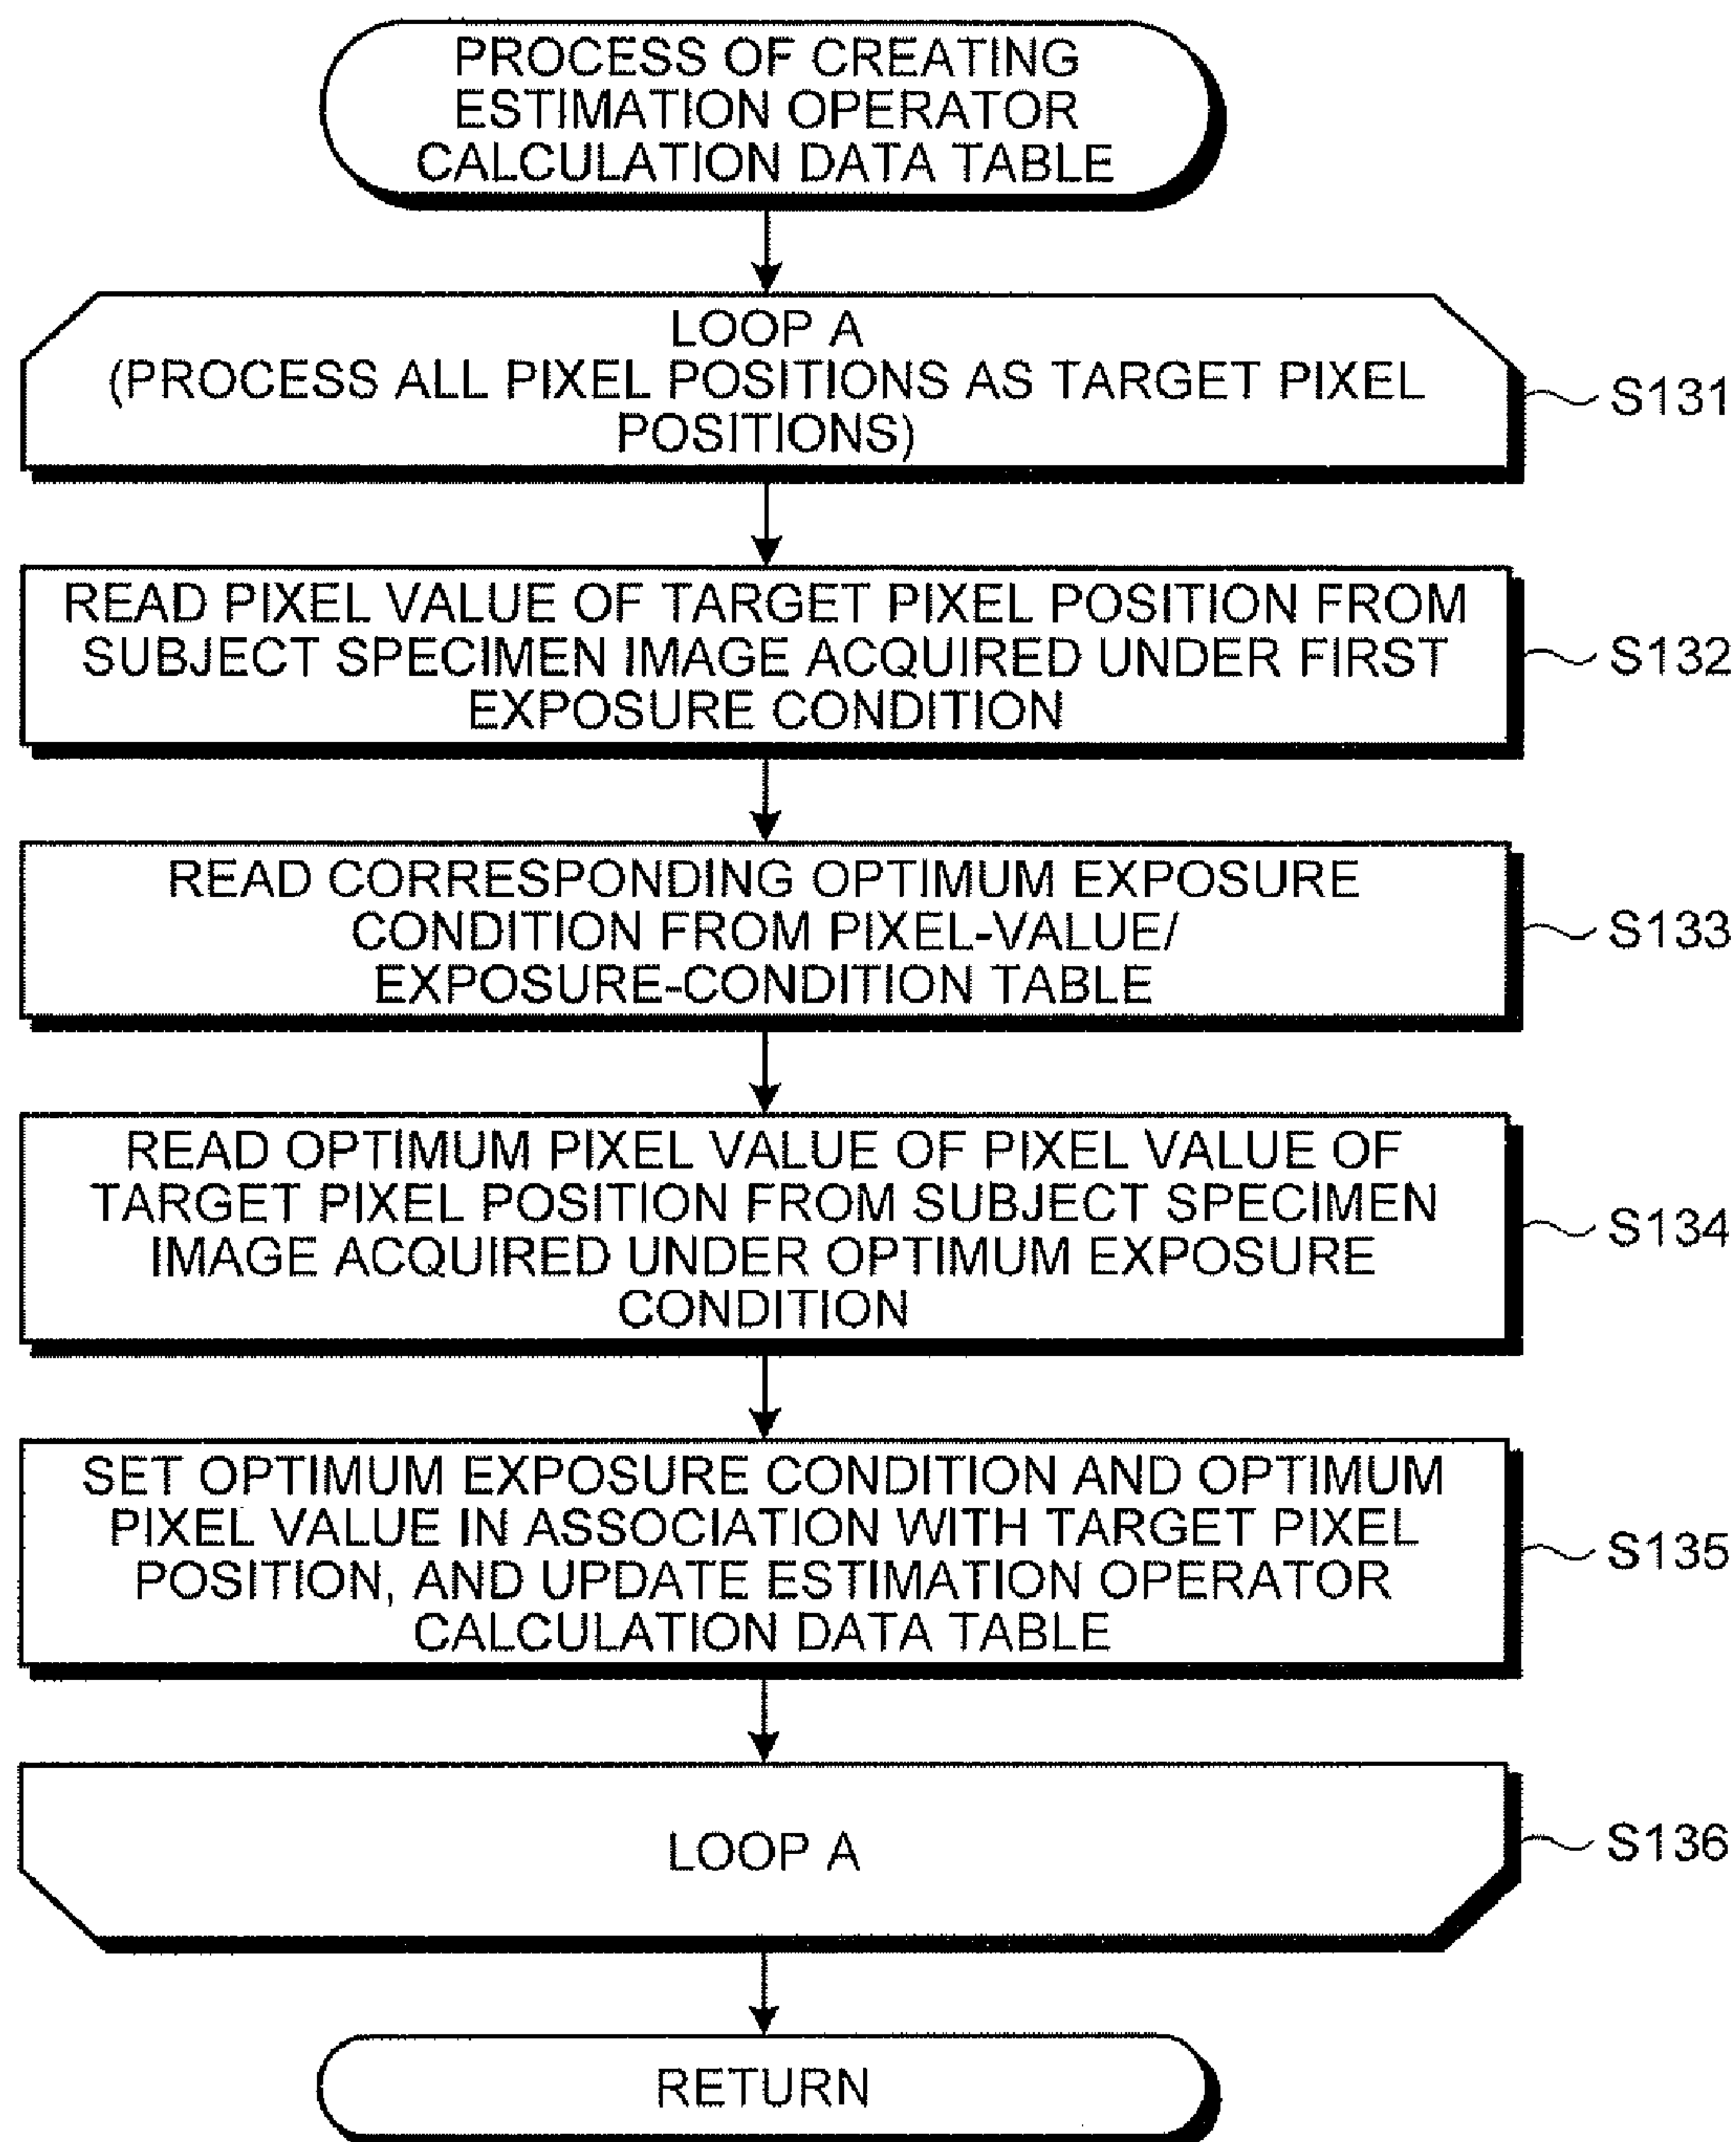 PROCESS OF CREATING
ESTIMATION OPERATOR
CALCULATION DATA TABLE
LOOP A
(PROCESS ALL PIXEL POSITIONS AS TARGET PIXEL
POSITIONS)
S131
READ PIXEL VALUE OF TARGET PIXEL POSITION FROM
SUBJECT SPECIMEN IMAGE ACQUIRED UNDER FIRST
EXPOSURE CONDITION
S132
READ CORRESPONDING OPTIMUM EXPOSURE
CONDITION FROM PIXEL-VALUE/
EXPOSURE-CONDITION TABLE
S133
READ OPTIMUM PIXEL VALUE OF PIXEL VALUE OF
TARGET PIXEL POSITION FROM SUBJECT SPECIMEN
IMAGE ACQUIRED UNDER OPTIMUM EXPOSURE
CONDITION
S134
SET OPTIMUM EXPOSURE CONDITION AND OPTIMUM
PIXEL VALUE IN ASSOCIATION WITH TARGET PIXEL
POSITION, AND UPDATE ESTIMATION OPERATOR
CALCULATION DATA TABLE
S135
LOOP A
S136
RETURN